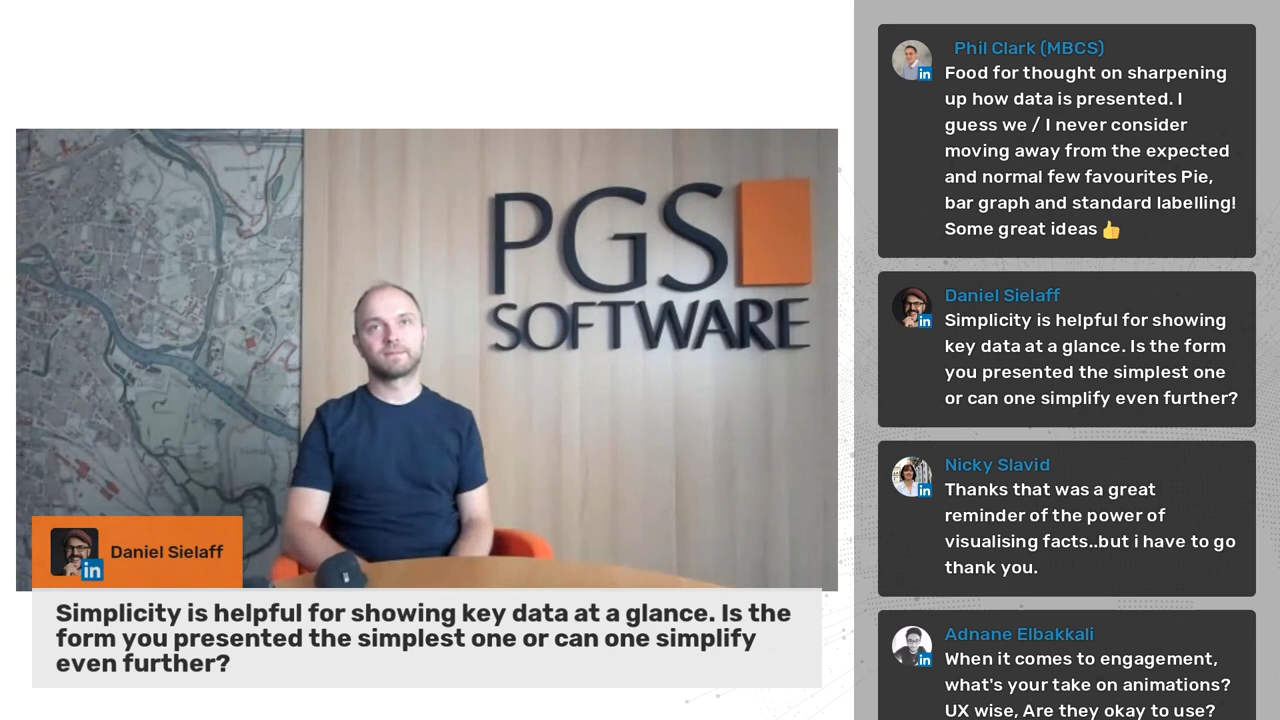 PGS
SOFTWARE
Daniel Sielaff
Simplicity is helpful for showing key data at a glance. Is the
form you presented the simplest one or can one simplify
even further?
Phil Clark (MBCS)
Food for thought on sharpening
up how data is presented. I
guess we / I never consider
moving away from the expected
and normal few favourites Pie,
bar graph and standard labelling!
Some great ideas 👍
Daniel Sielaff
Simplicity is helpful for showing
key data at a glance. Is the form
you presented the simplest one
or can one simplify even further?
Nicky Slavid
Thanks that was a great
reminder of the power of
visualising facts..but i have to go
thank you.
Adnane Elbakkali
When it comes to engagement,
what's your take on animations?
UX wise, Are they okay to use?